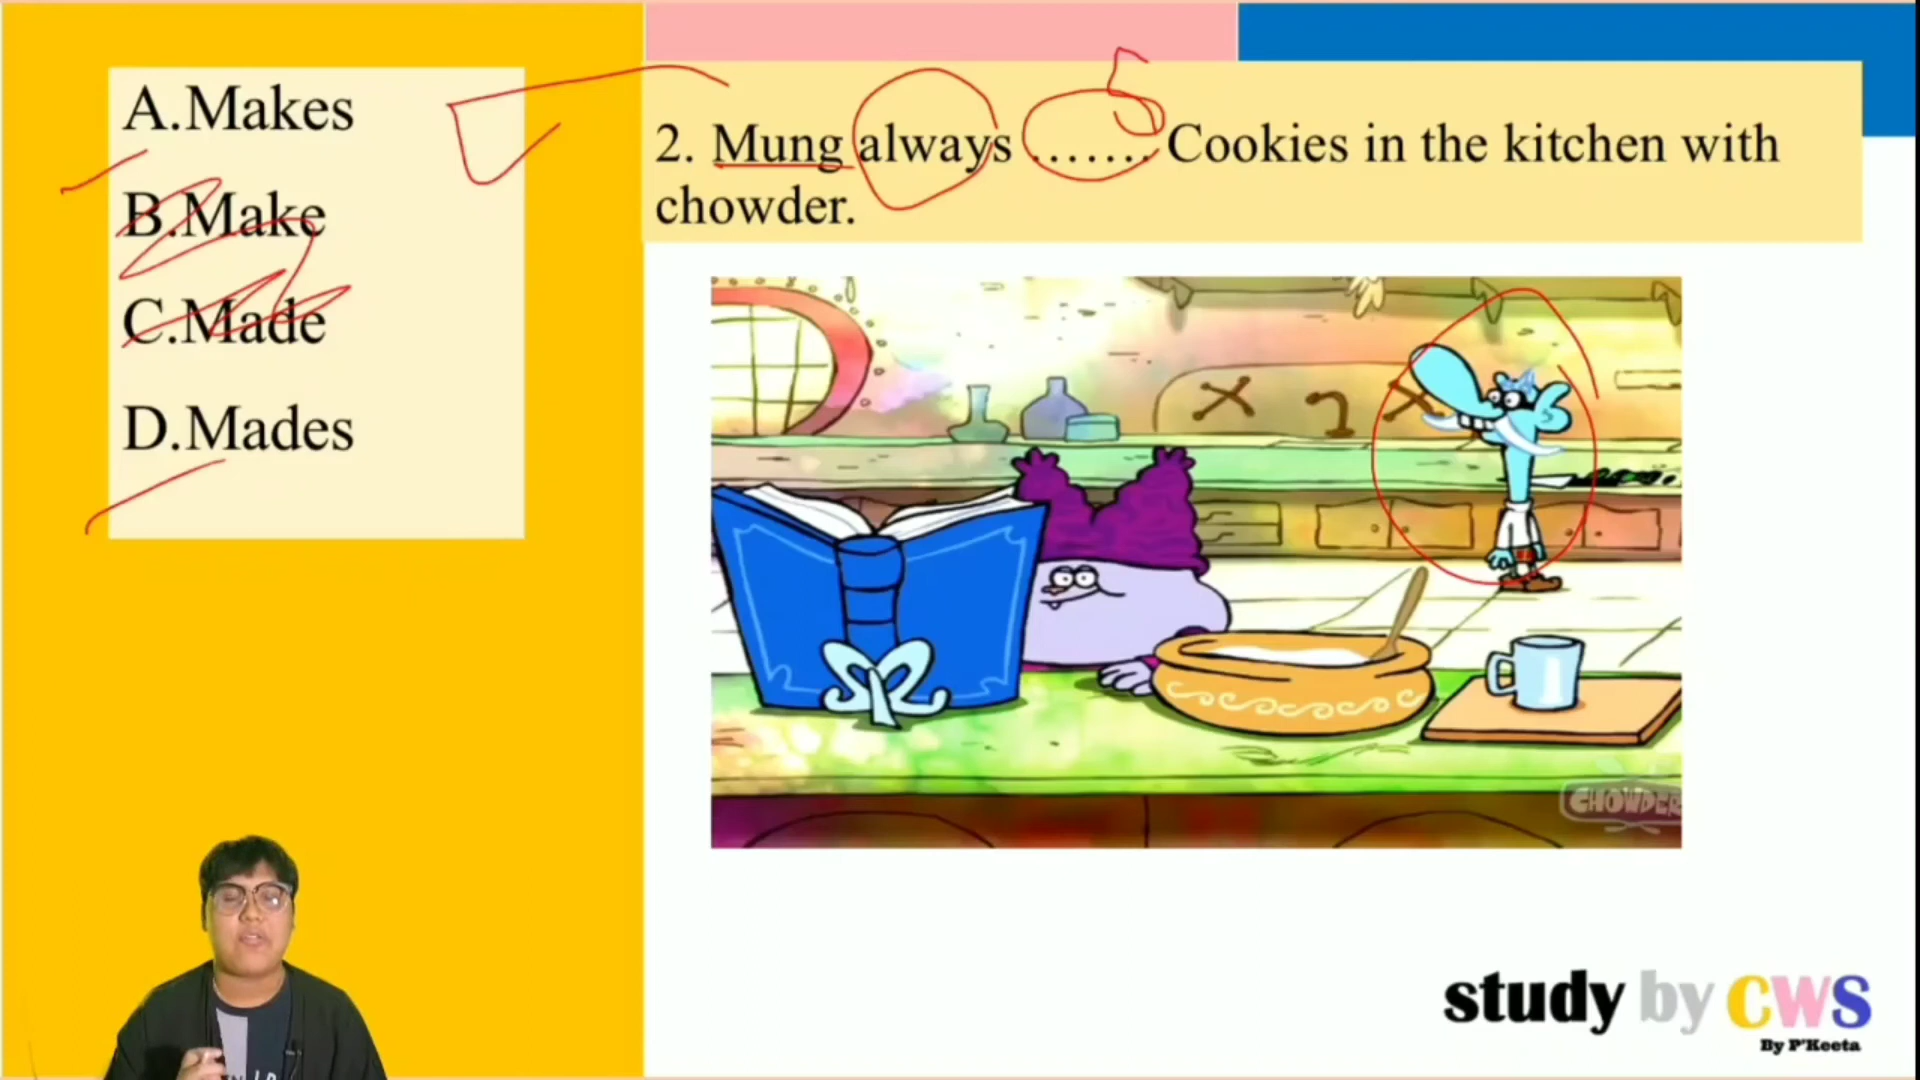 A.Makes
B.Make
C.Made
D.Mades
2. Mung always ....... Cookies in the kitchen with
chowder.
s
CHOWDER
study by CWS
By P'Keeta